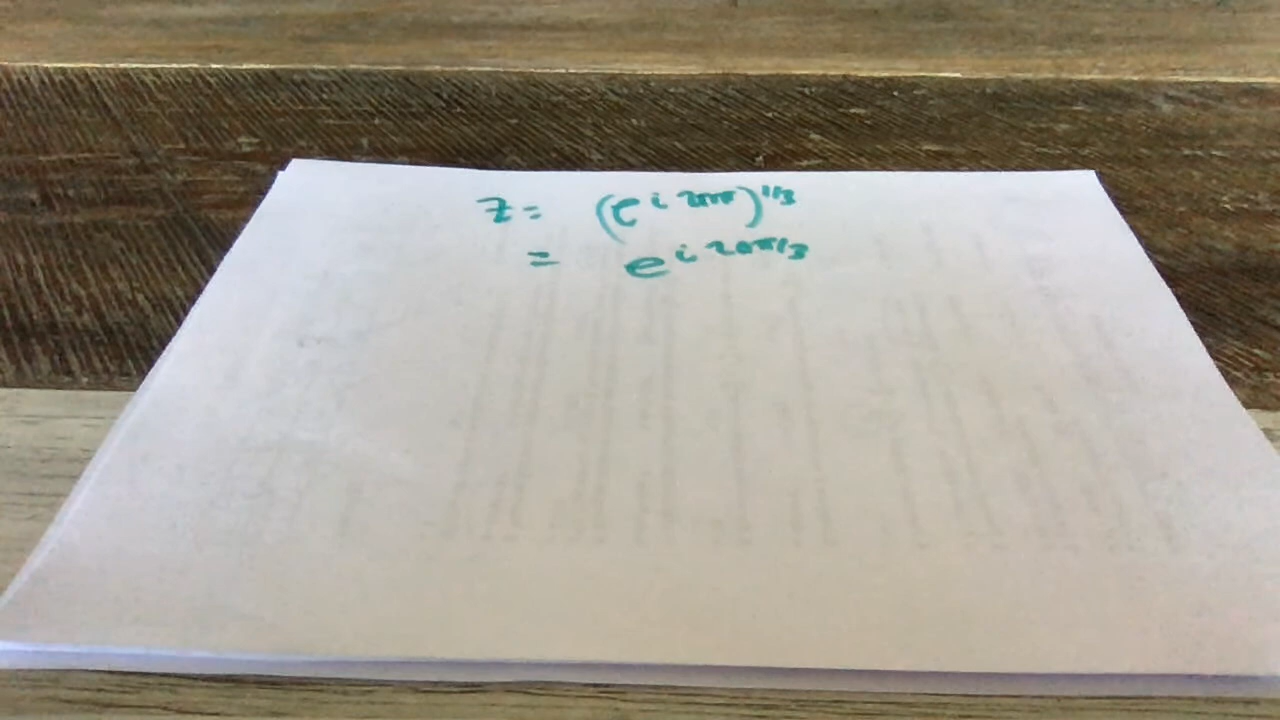 z = (e^{i 2nπ})^{1/3}
= e^{i 2nπ/3}